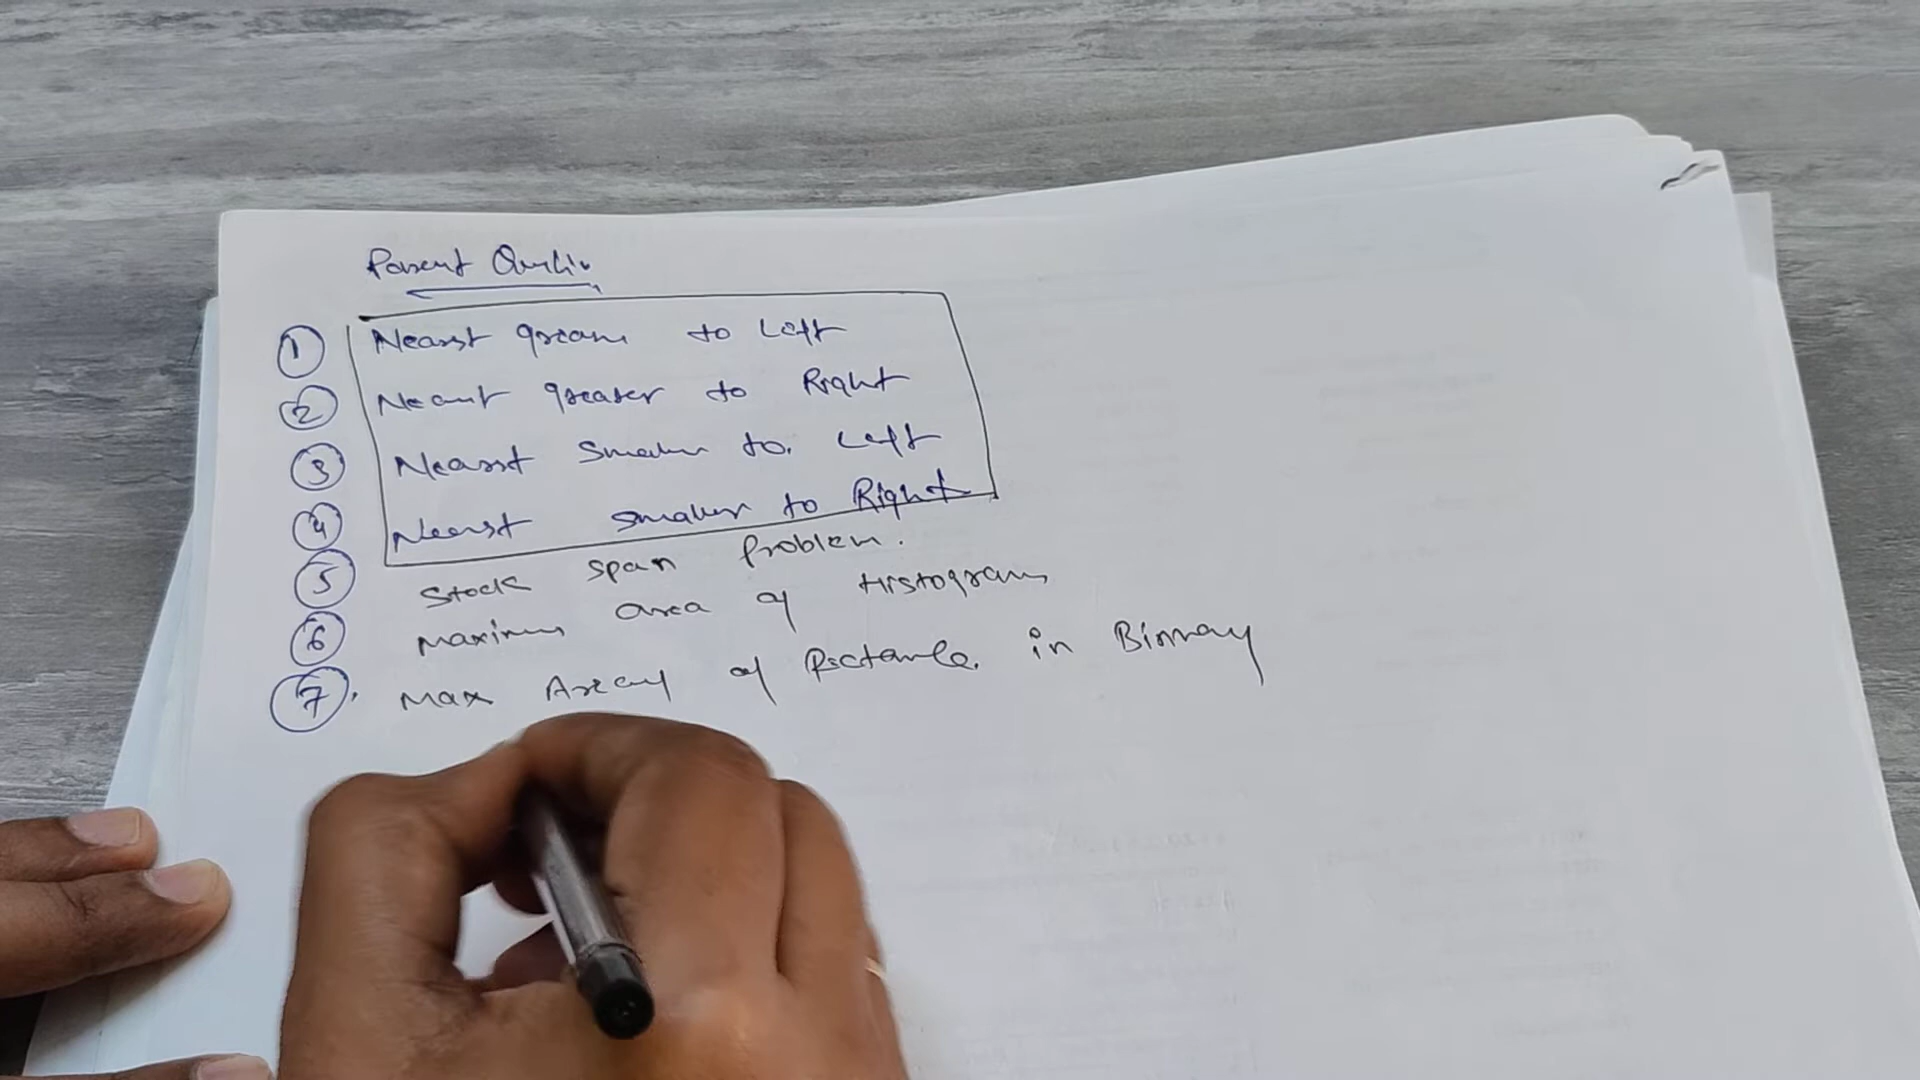 Parent Question
① Nearest greater to Left
② Nearest greater to Right
③ Nearest Smaller to. Left
④ Nearest smaller to Right
⑤ Stock span Problem.
⑥ Maximum area of Histogram
⑦. Max Array of Rectangle. in Binary